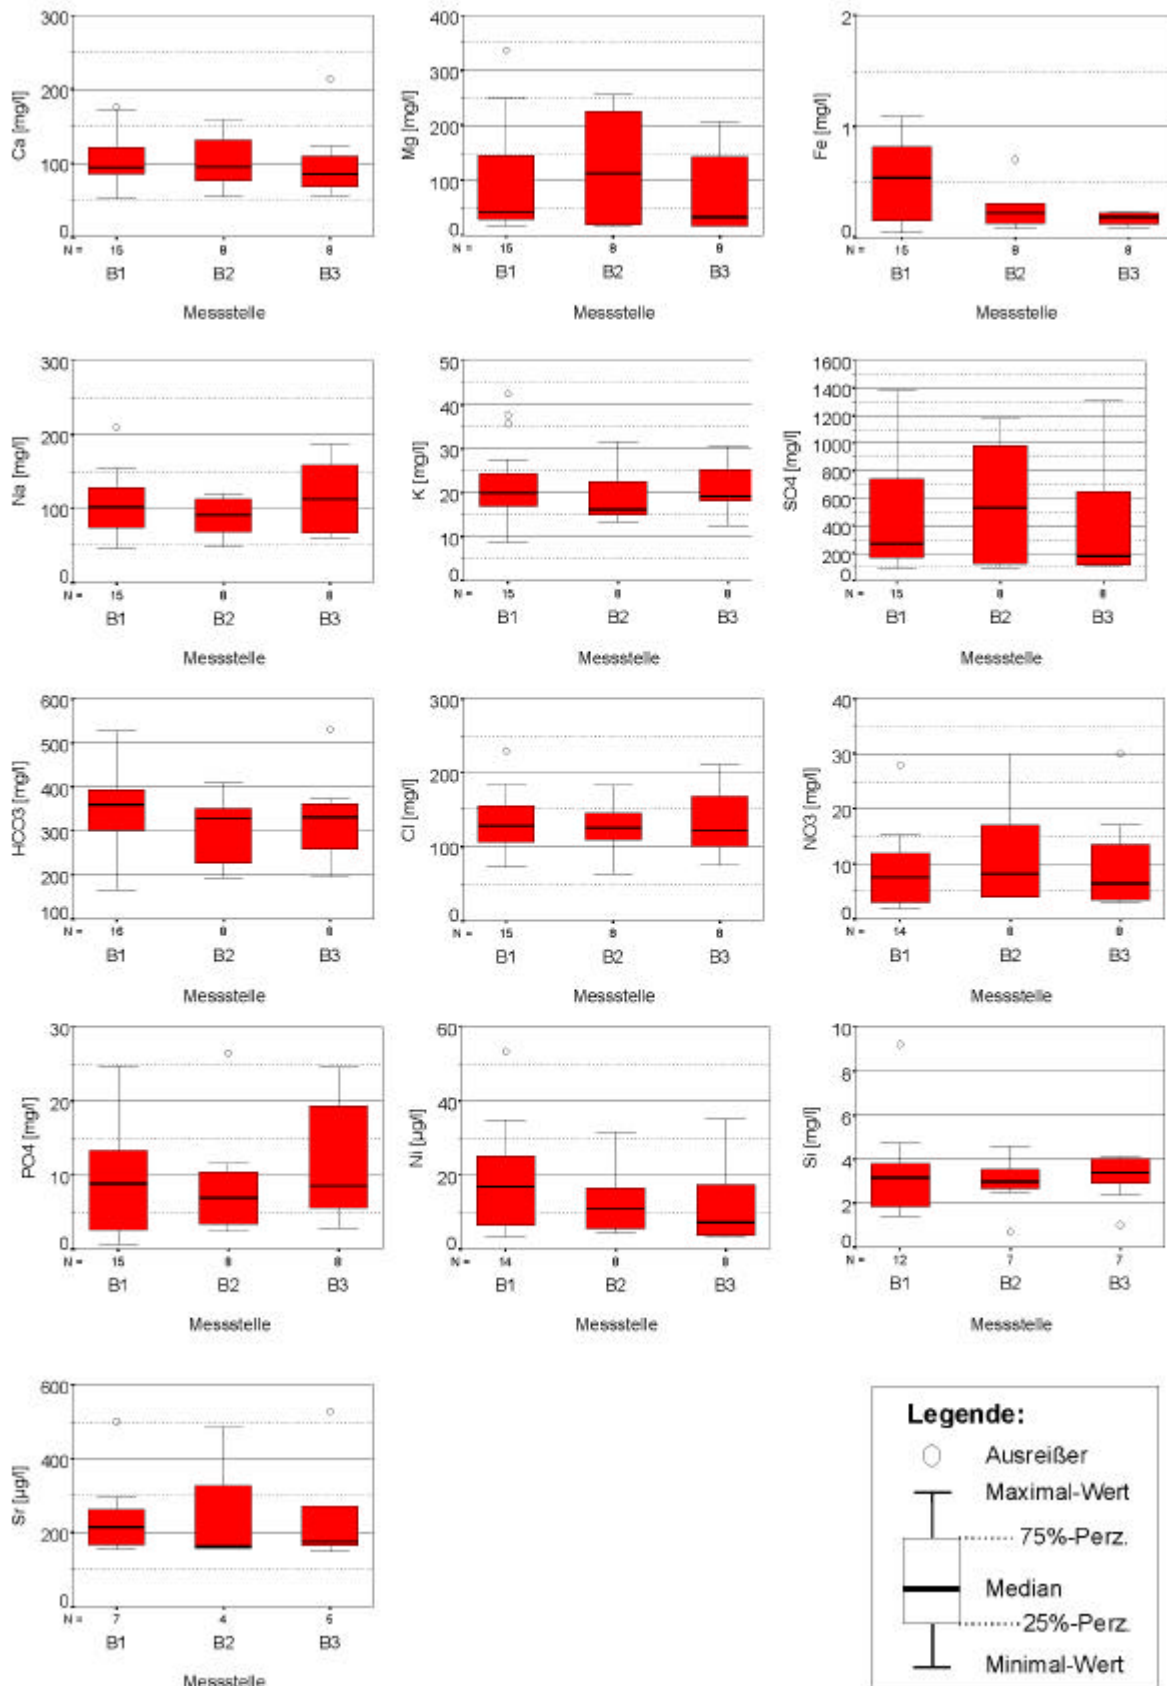 300
200
100
0
Ca [mg/l]
N = 15 8 8
B1 B2 B3
Messstelle
400
300
200
100
0
Mg [mg/l]
N = 15 8 8
B1 B2 B3
Messstelle
2
1
0
Fe [mg/l]
N = 15 8 8
B1 B2 B3
Messstelle
300
200
100
0
Na [mg/l]
N = 15 8 8
B1 B2 B3
Messstelle
50
40
30
20
10
0
K [mg/l]
N = 15 8 8
B1 B2 B3
Messstelle
1600
1400
1200
1000
800
600
400
200
0
SO4 [mg/l]
N = 15 8 8
B1 B2 B3
Messstelle
600
500
400
300
200
100
HCO3 [mg/l]
N = 16 8 8
B1 B2 B3
Messstelle
300
200
100
0
Cl [mg/l]
N = 15 8 8
B1 B2 B3
Messstelle
40
30
20
10
0
NO3 [mg/l]
N = 14 8 8
B1 B2 B3
Messstelle
30
20
10
0
PO4 [mg/l]
N = 15 8 8
B1 B2 B3
Messstelle
60
40
20
0
Ni [µg/l]
N = 14 8 8
B1 B2 B3
Messstelle
10
8
6
4
2
0
Si [mg/l]
N = 12 7 7
B1 B2 B3
Messstelle
600
400
200
0
Sr [µg/l]
N = 7 4 5
B1 B2 B3
Messstelle
Legende:
Ausreißer
Maximal-Wert
75%-Perz.
Median
25%-Perz.
Minimal-Wert